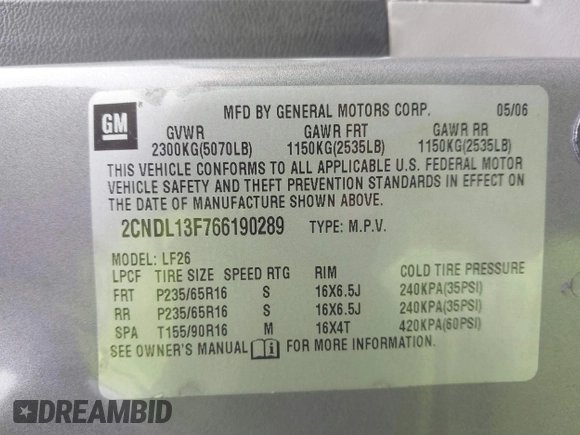 GM
MFD BY GENERAL MOTORS CORP. 05/06
GVWR GAWR FRT GAWR RR
2300KG(5070LB) 1150KG(2535LB) 1150KG(2535LB)
THIS VEHICLE CONFORMS TO ALL APPLICABLE U.S. FEDERAL MOTOR
VEHICLE SAFETY AND THEFT PREVENTION STANDARDS IN EFFECT ON
THE DATE OF MANUFACTURE SHOWN ABOVE.
2CNDL13F766190289 TYPE: M.P.V.
MODEL: LF26
LPCF TIRE SIZE SPEED RTG RIM COLD TIRE PRESSURE
FRT P235/65R16 S 16X6.5J 240KPA(35PSI)
RR P235/65R16 S 16X6.5J 240KPA(35PSI)
SPA T155/90R16 M 16X4T 420KPA(60PSI)
SEE OWNER'S MANUAL FOR MORE INFORMATION
DREAMBID